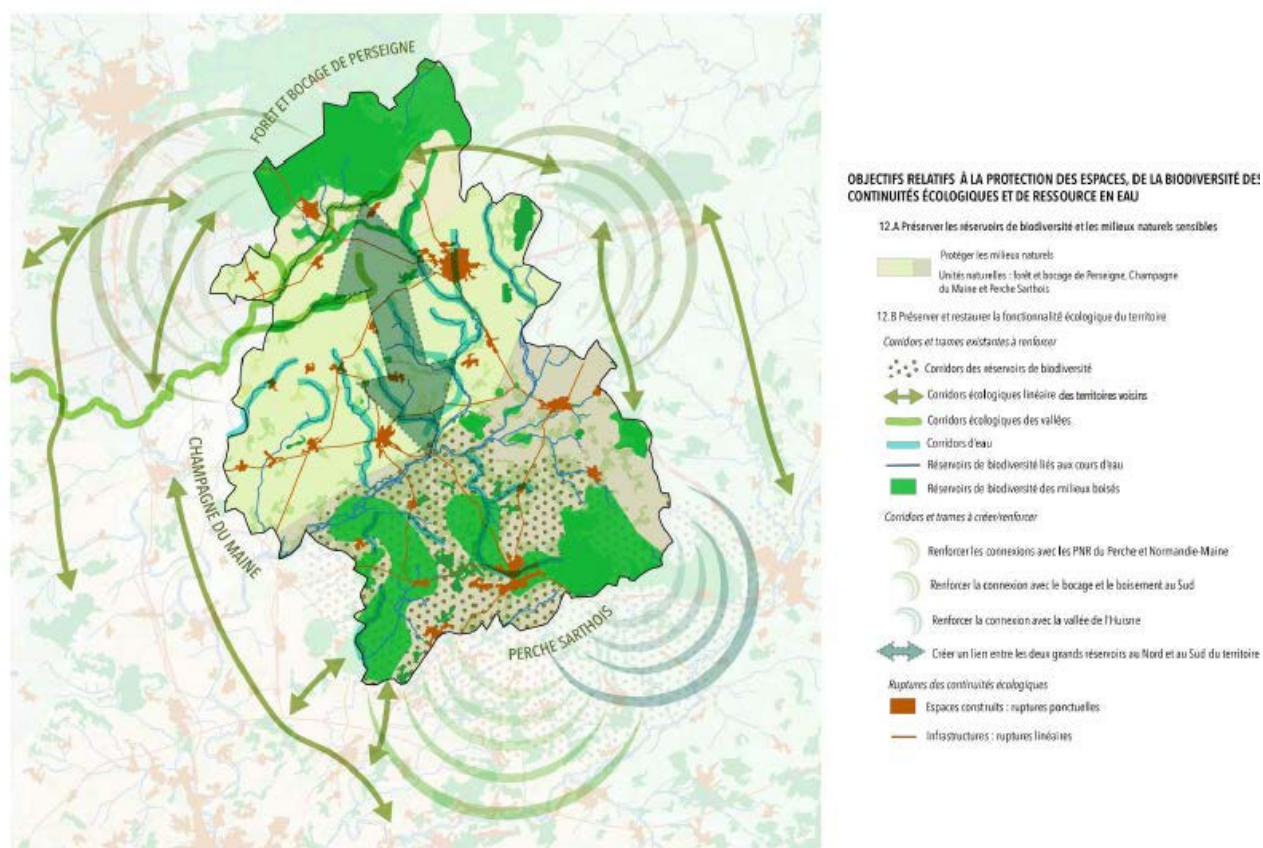 FORÊT ET BOCAGE DE PERSEIGNE
CHAMPAGNE DU MAINE
PERCHE SARTHOIS
OBJECTIFS RELATIFS À LA PROTECTION DES ESPACES, DE LA BIODIVERSITÉ DES
CONTINUITÉS ÉCOLOGIQUES ET DE RESSOURCE EN EAU
12.A Préserver les réservoirs de biodiversité et les milieux naturels sensibles
Protéger les milieux naturels
Unités naturelles : forêt et bocage de Perseigne, Champagne
du Maine et Perche Sarthois
12.B Préserver et restaurer la fonctionnalité écologique du territoire
Corridors et trames existantes à renforcer
Corridors des réservoirs de biodiversité
Corridors écologiques linéaire des territoires voisins
Corridors écologiques des vallées
Corridors d'eau
Réservoirs de biodiversité liés aux cours d'eau
Réservoirs de biodiversité des milieux boisés
Corridors et trames à créer/renforcer
Renforcer les connexions avec les PNR du Perche et Normandie-Maine
Renforcer la connexion avec le bocage et le boisement au Sud
Renforcer la connexion avec la vallée de l'Huisne
Créer un lien entre les deux grands réservoirs au Nord et au Sud du territoire
Ruptures des continuités écologiques
Espaces construits : ruptures ponctuelles
Infrastructures : ruptures linéaires